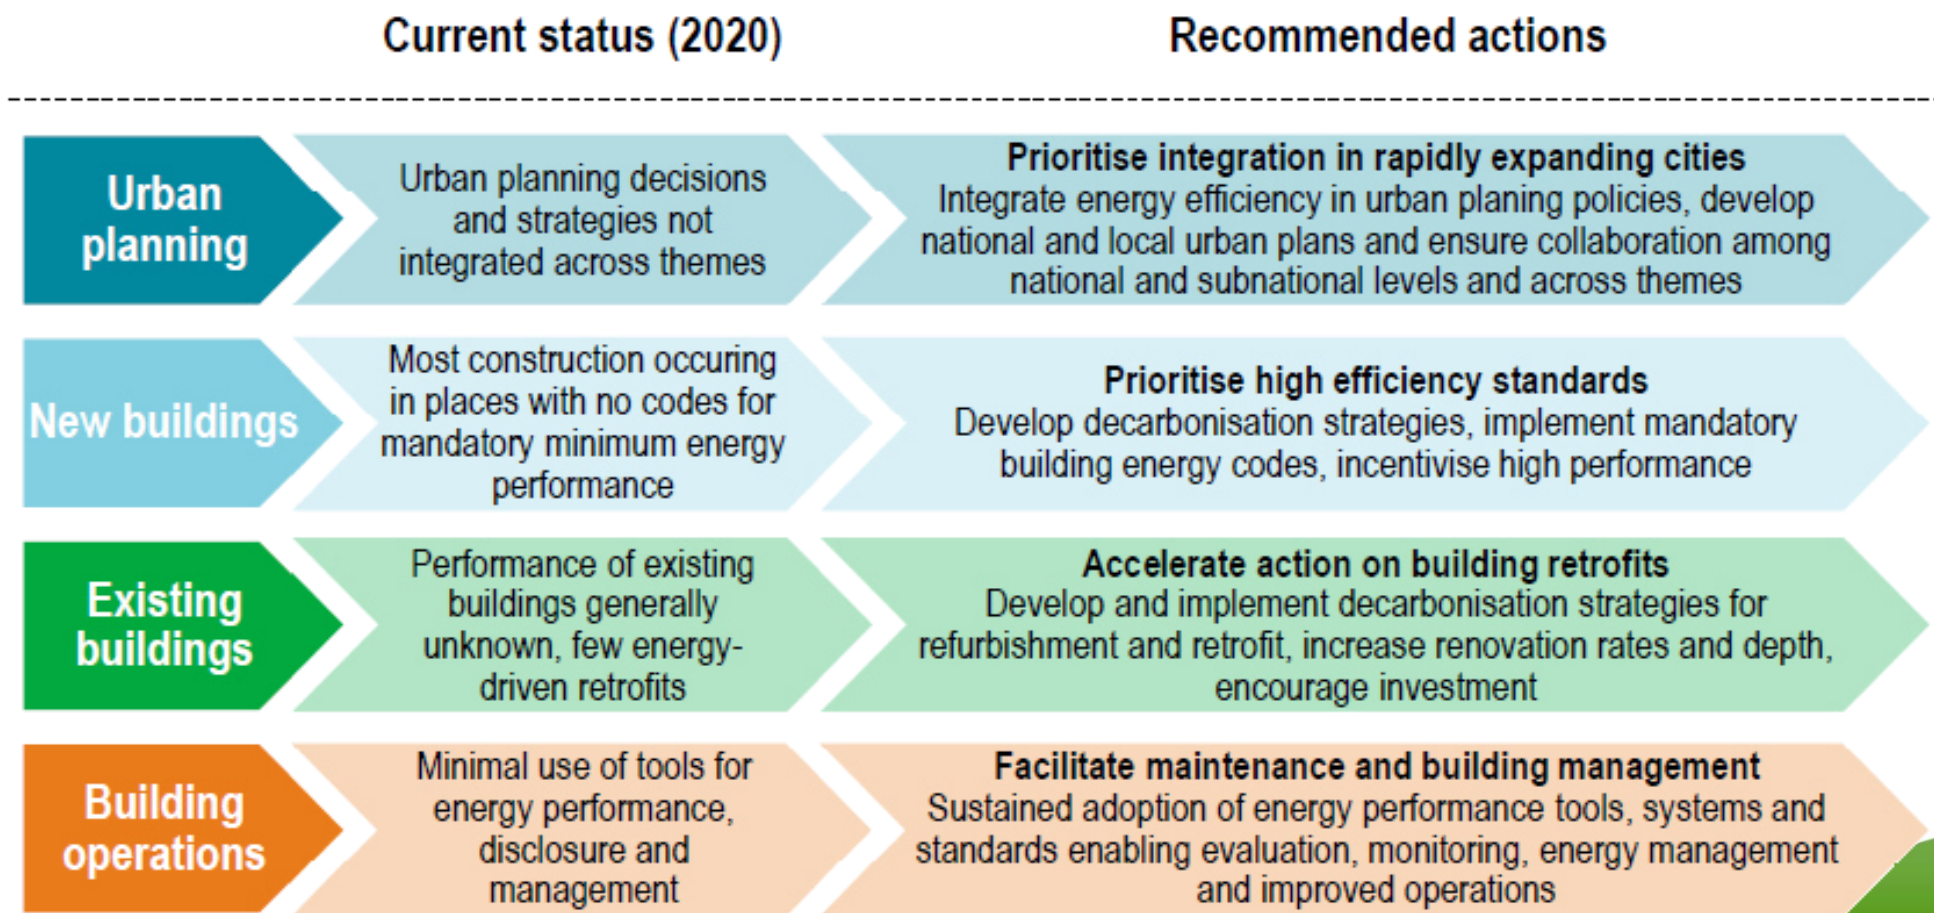 Current status (2020)
Recommended actions
Urban
planning
Urban planning decisions
and strategies not
integrated across themes
Prioritise integration in rapidly expanding cities
Integrate energy efficiency in urban planing policies, develop
national and local urban plans and ensure collaboration among
national and subnational levels and across themes
New buildings
Most construction occuring
in places with no codes for
mandatory minimum energy
performance
Prioritise high efficiency standards
Develop decarbonisation strategies, implement mandatory
building energy codes, incentivise high performance
Existing
buildings
Performance of existing
buildings generally
unknown, few energy-
driven retrofits
Accelerate action on building retrofits
Develop and implement decarbonisation strategies for
refurbishment and retrofit, increase renovation rates and depth,
encourage investment
Building
operations
Minimal use of tools for
energy performance,
disclosure and
management
Facilitate maintenance and building management
Sustained adoption of energy performance tools, systems and
standards enabling evaluation, monitoring, energy management
and improved operations